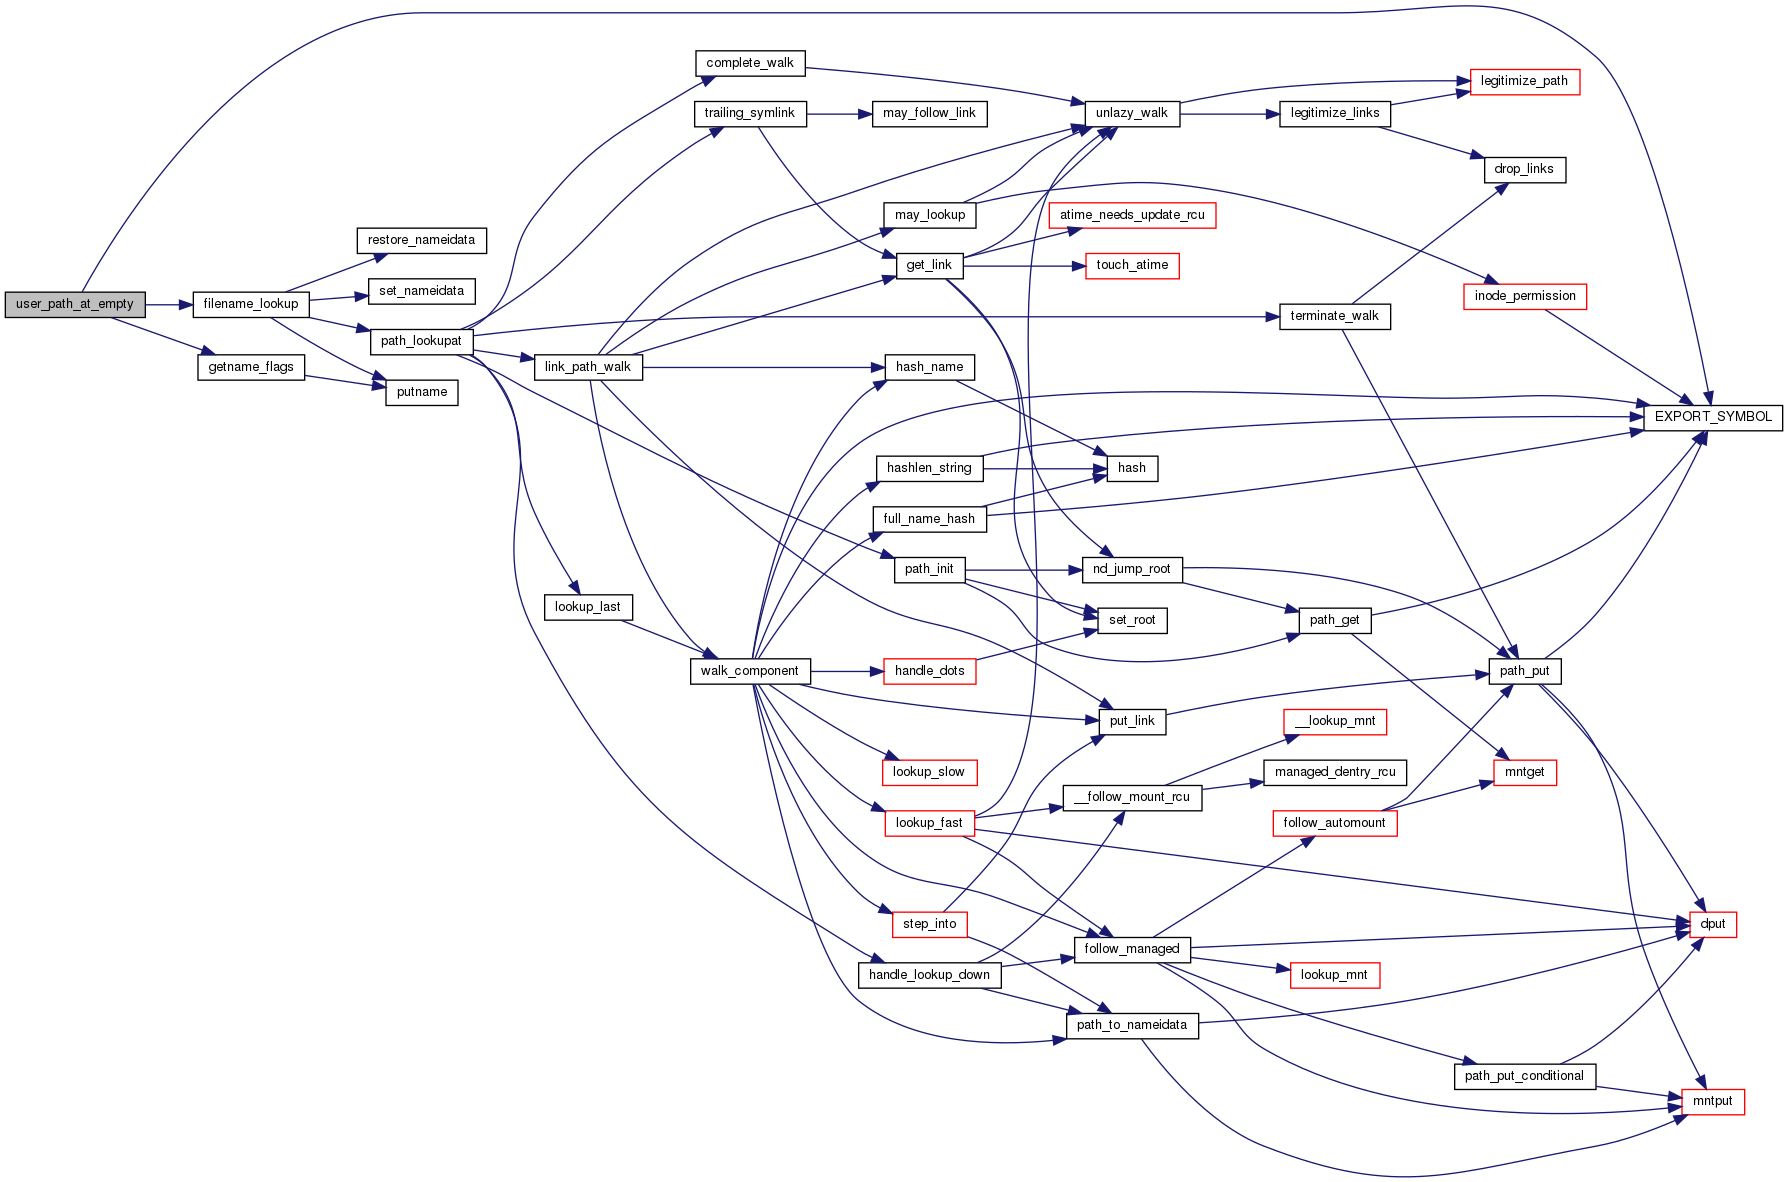 complete_walk
legitimize_path
trailing_symlink
may_follow_link
unlazy_walk
legitimize_links
drop_links
may_lookup
atime_needs_update_rcu
restore_nameidata
get_link
touch_atime
set_nameidata
inode_permission
user_path_at_empty
filename_lookup
terminate_walk
path_lookupat
getname_flags
link_path_walk
hash_name
putname
EXPORT_SYMBOL
hashlen_string
hash
full_name_hash
path_init
nd_jump_root
lookup_last
set_root
path_get
walk_component
handle_dots
path_put
put_link
__lookup_mnt
lookup_slow
managed_dentry_rcu
mntget
__follow_mount_rcu
lookup_fast
follow_automount
step_into
dput
follow_managed
handle_lookup_down
lookup_mnt
path_to_nameidata
path_put_conditional
mntput